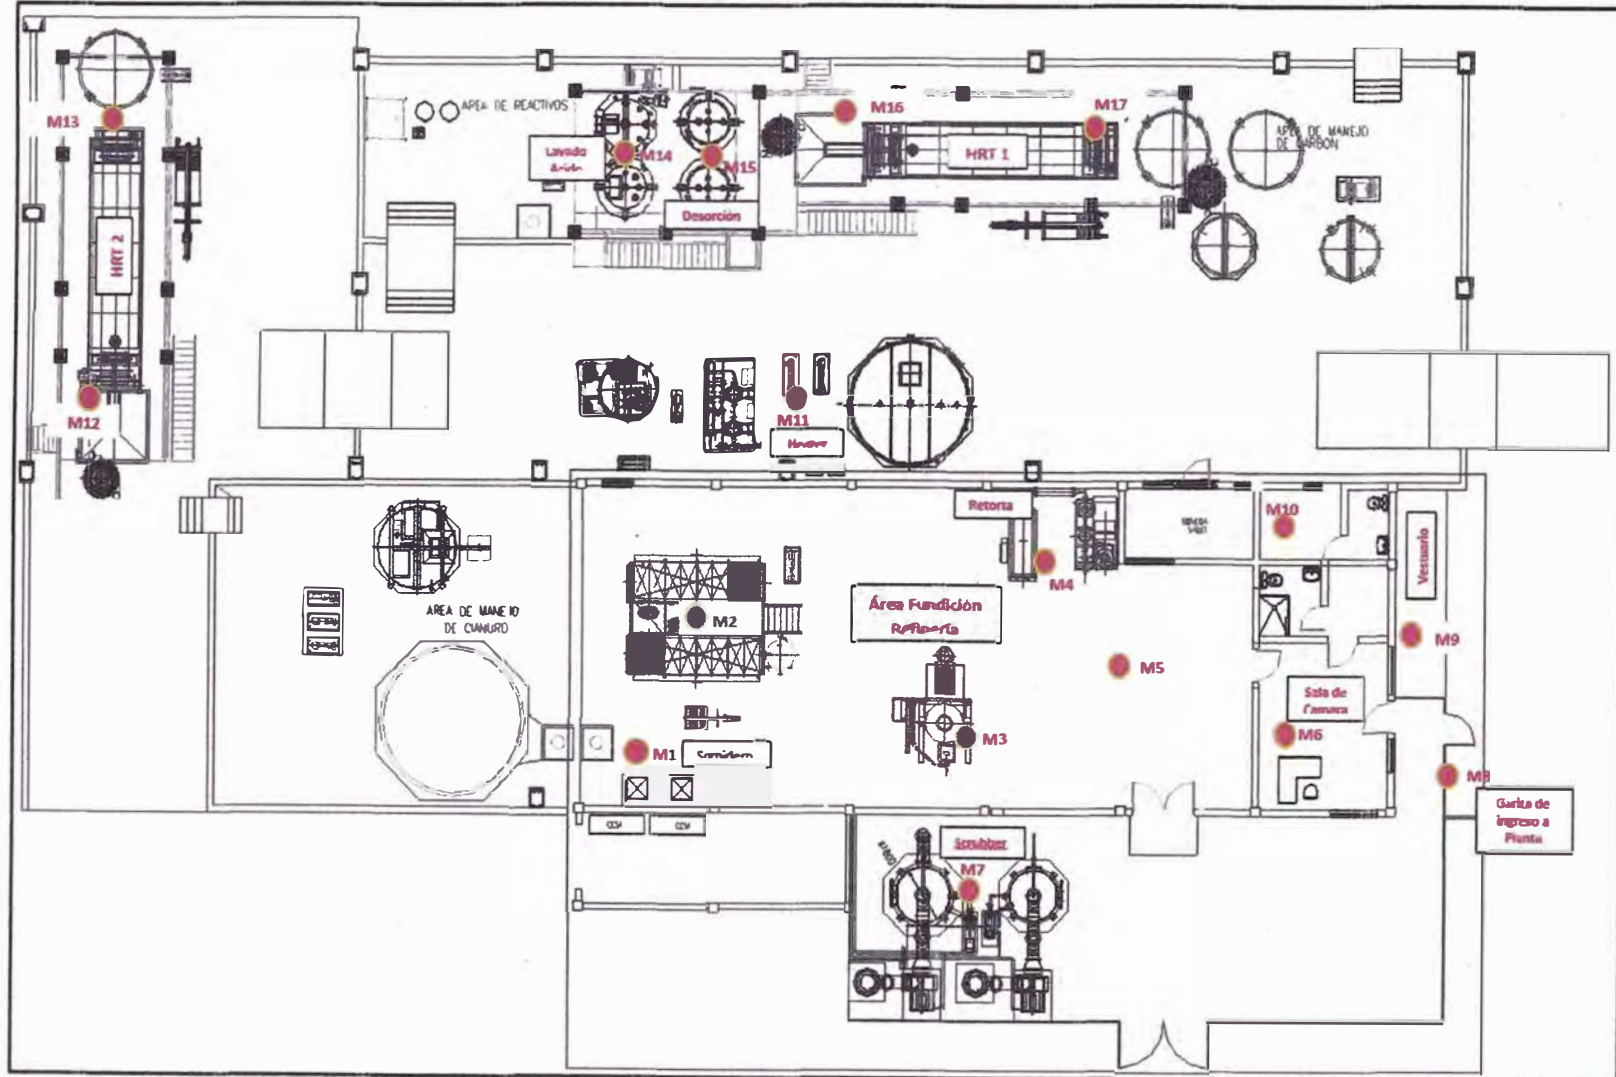 M13
AREA DE REACTIVOS
M16
M17
Lavado
M14
M15
HRT 1
AREA DE MANEJO
DE CARBON
Desorción
HRT 2
M12
M11
Retorta
M10
Vestuario
M4
AREA DE MANEJO
DE CIANURO
M2
Área Fundición
Refinería
M9
M5
Sala de
Camara
M1
M3
M6
M8
Garita de
ingreso a
Planta
Scrubber
M7